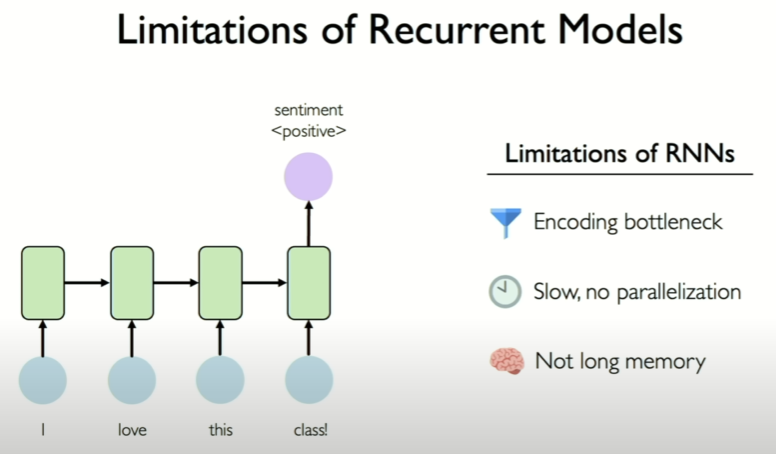 Limitations of Recurrent Models
sentiment
<positive>
I
love
this
class!
Limitations of RNNs
Encoding bottleneck
Slow, no parallelization
Not long memory